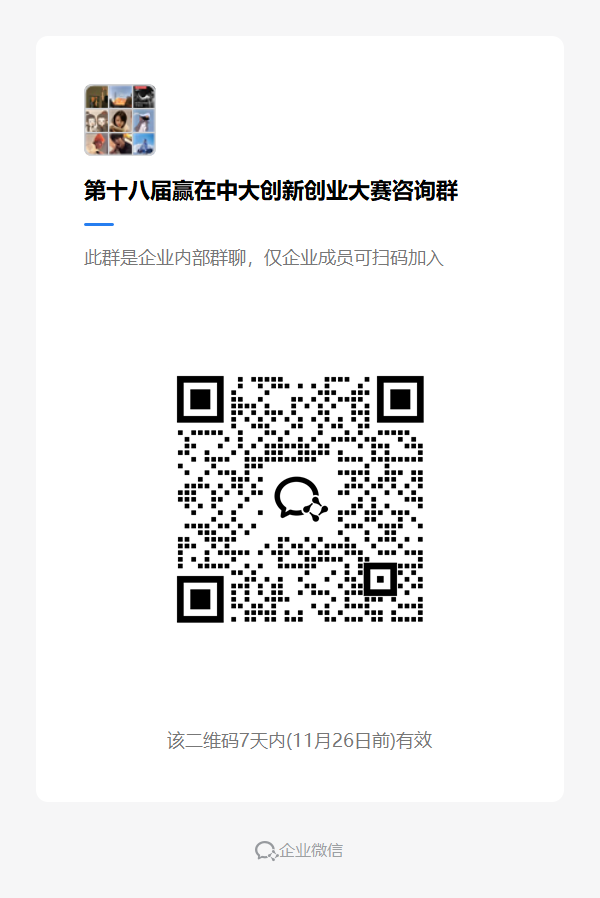 第十八届赢在中大创新创业大赛咨询群
此群是企业内部群聊，仅企业成员可扫码加入
该二维码7天内(11月26日前)有效
企业微信